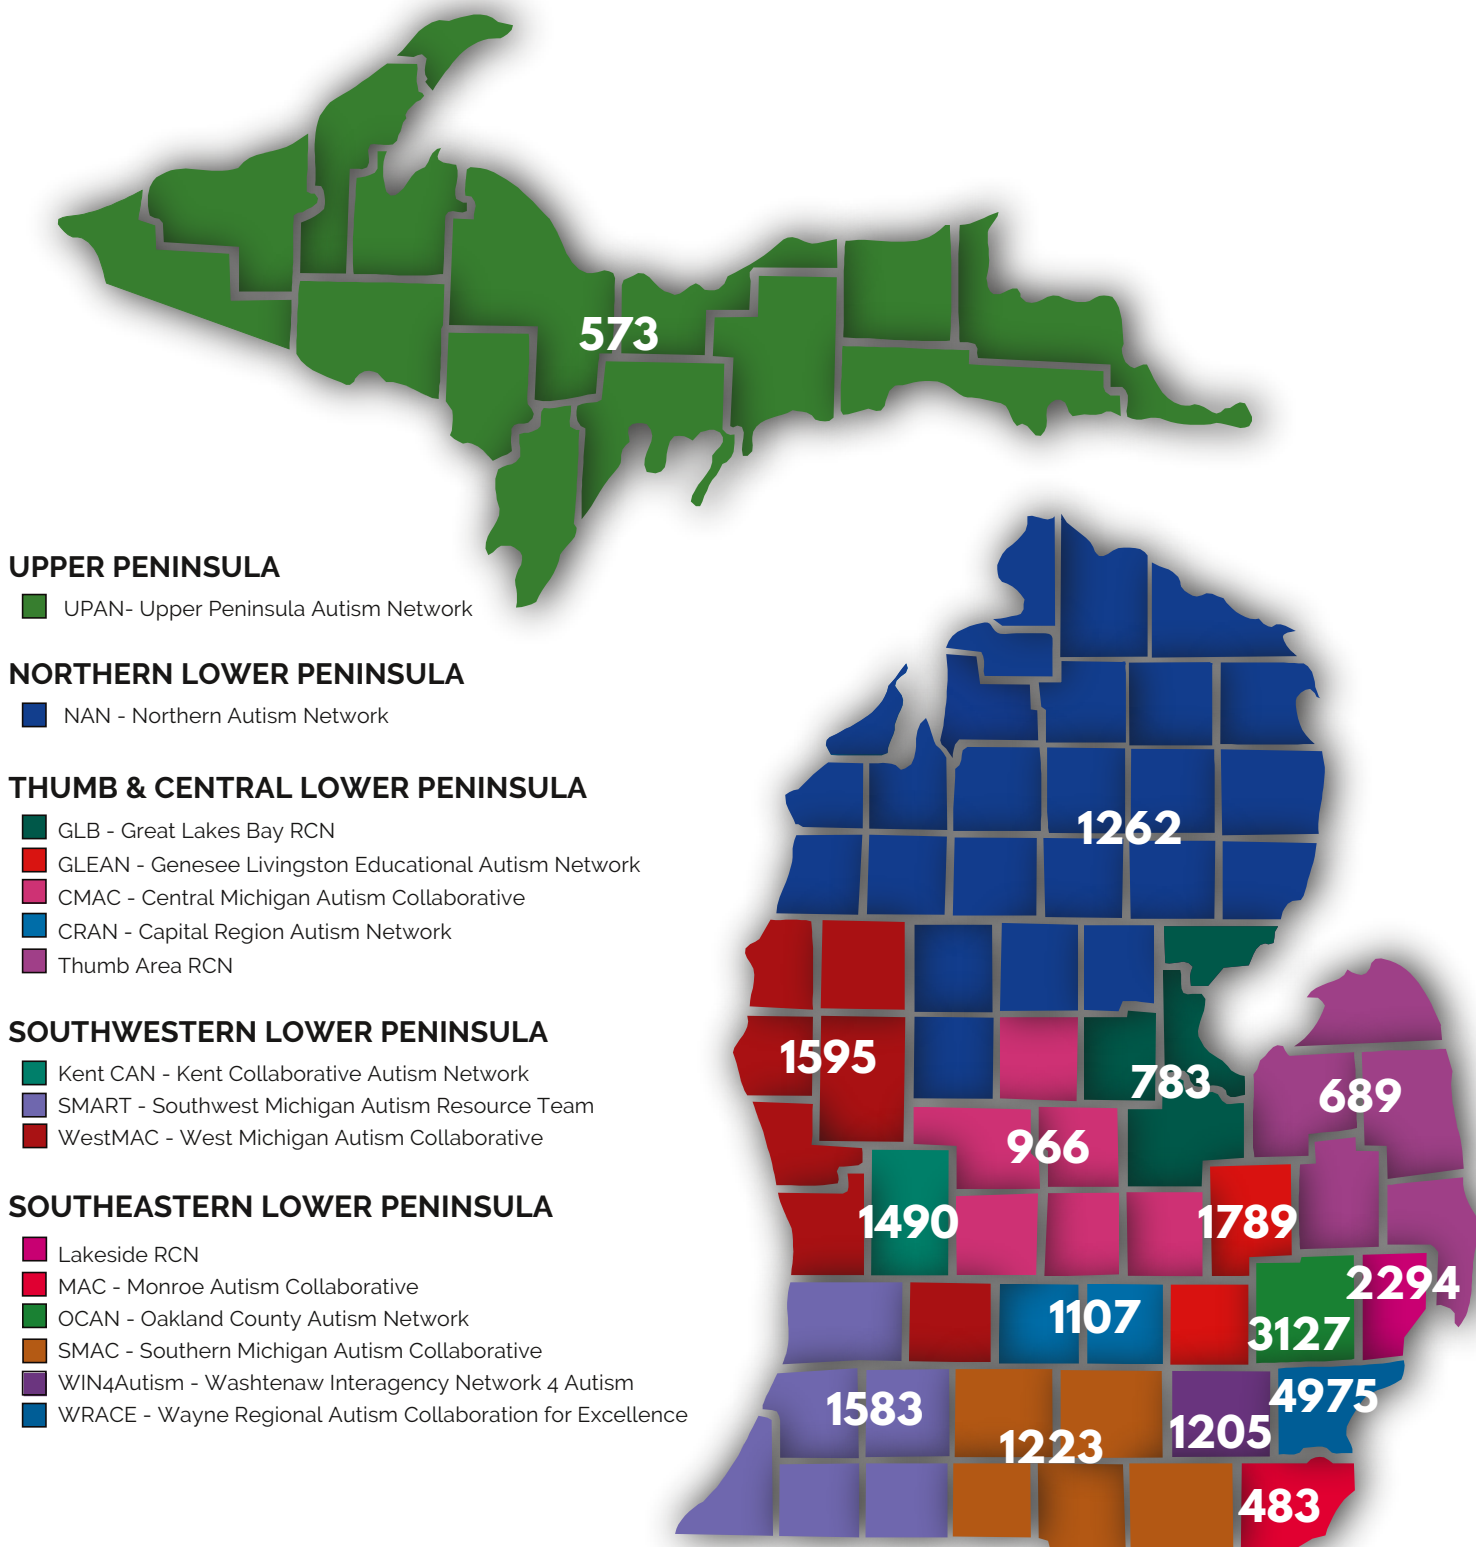 573
UPPER PENINSULA
UPAN- Upper Peninsula Autism Network
NORTHERN LOWER PENINSULA
NAN - Northern Autism Network
THUMB & CENTRAL LOWER PENINSULA
GLB - Great Lakes Bay RCN
GLEAN - Genesee Livingston Educational Autism Network
CMAC - Central Michigan Autism Collaborative
CRAN - Capital Region Autism Network
Thumb Area RCN
SOUTHWESTERN LOWER PENINSULA
Kent CAN - Kent Collaborative Autism Network
SMART - Southwest Michigan Autism Resource Team
WestMAC - West Michigan Autism Collaborative
SOUTHEASTERN LOWER PENINSULA
Lakeside RCN
MAC - Monroe Autism Collaborative
OCAN - Oakland County Autism Network
SMAC - Southern Michigan Autism Collaborative
WIN4Autism - Washtenaw Interagency Network 4 Autism
WRACE - Wayne Regional Autism Collaboration for Excellence
1262
1595
783
689
966
1490
1789
2294
1107
3127
4975
1583
1205
1223
483